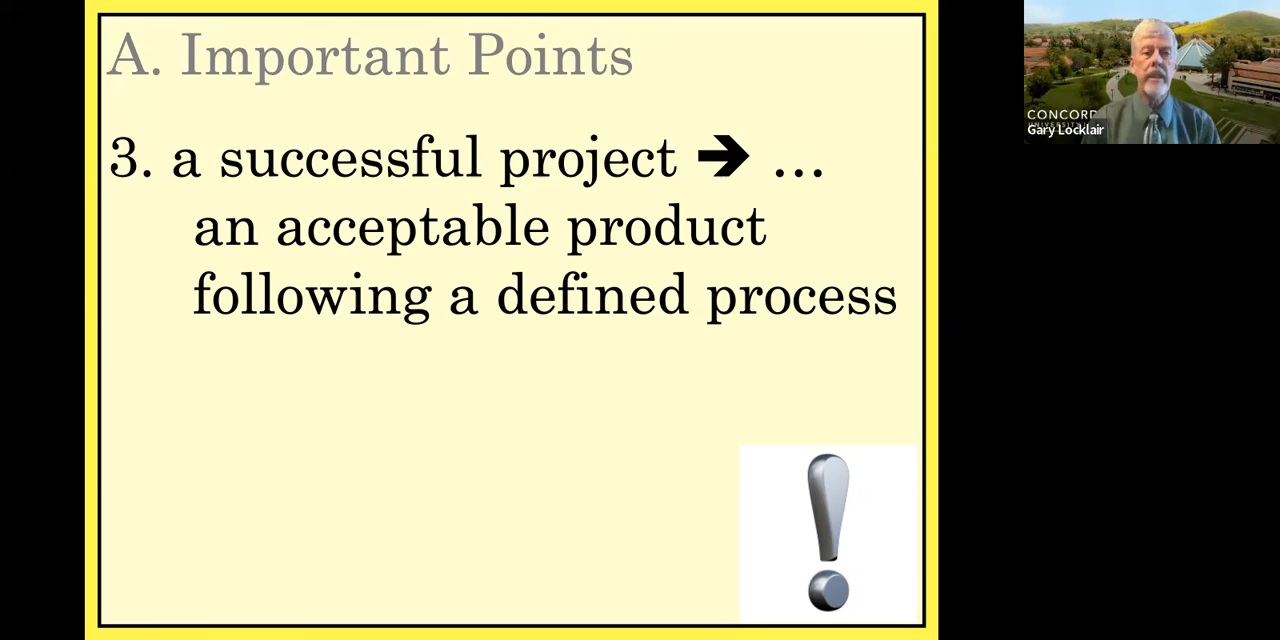 A. Important Points
3. a successful project ➔ …
an acceptable product
following a defined process
CONCORD
Gary Locklair